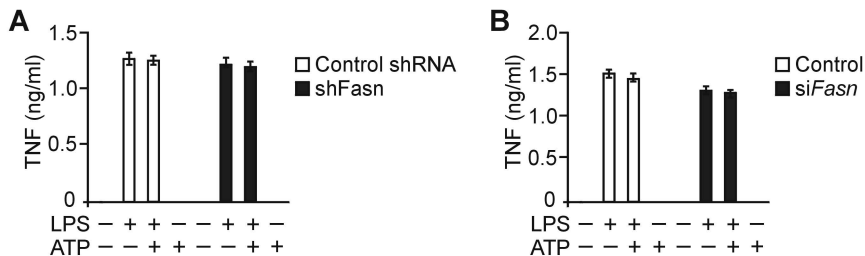 A
TNF (ng/ml)
1.5
1.0
0.5
0
Control shRNA
shFasn
LPS – + + – – + + –
ATP – – + + – – + +
B
TNF (ng/ml)
2.0
1.5
1.0
0.5
0
Control
siFasn
LPS – + + – – + + –
ATP – – + + – – + +